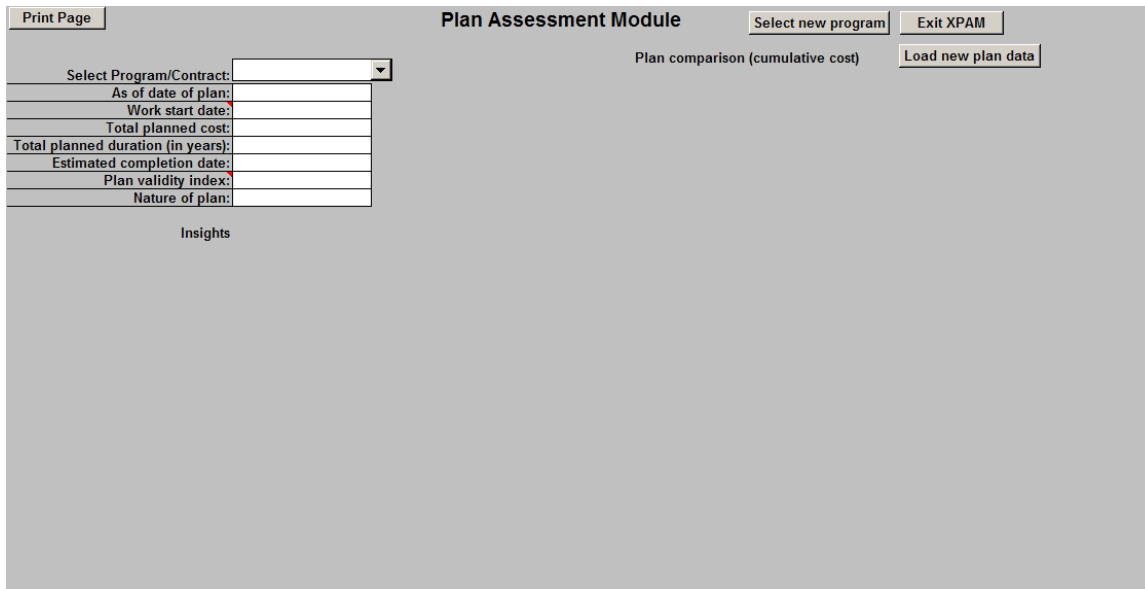 Print Page
Plan Assessment Module
Select new program
Exit XPAM
Plan comparison (cumulative cost)
Load new plan data
Select Program/Contract:
As of date of plan:
Work start date:
Total planned cost:
Total planned duration (in years):
Estimated completion date:
Plan validity index:
Nature of plan:
Insights